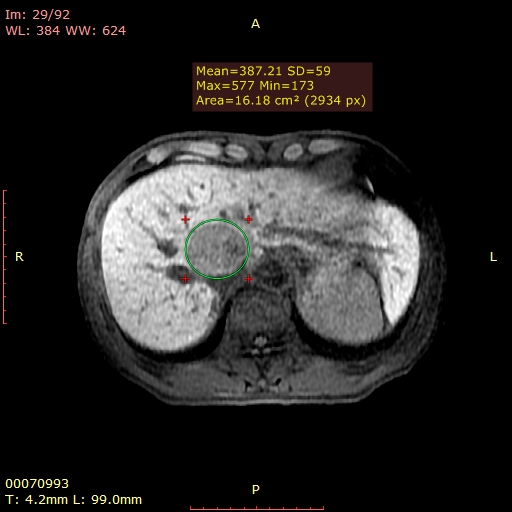 Im: 29/92
WL: 384 WW: 624
A
Mean=387.21 SD=59
Max=577 Min=173
Area=16.18 cm² (2934 px)
R
L
00070993
T: 4.2mm L: 99.0mm
P